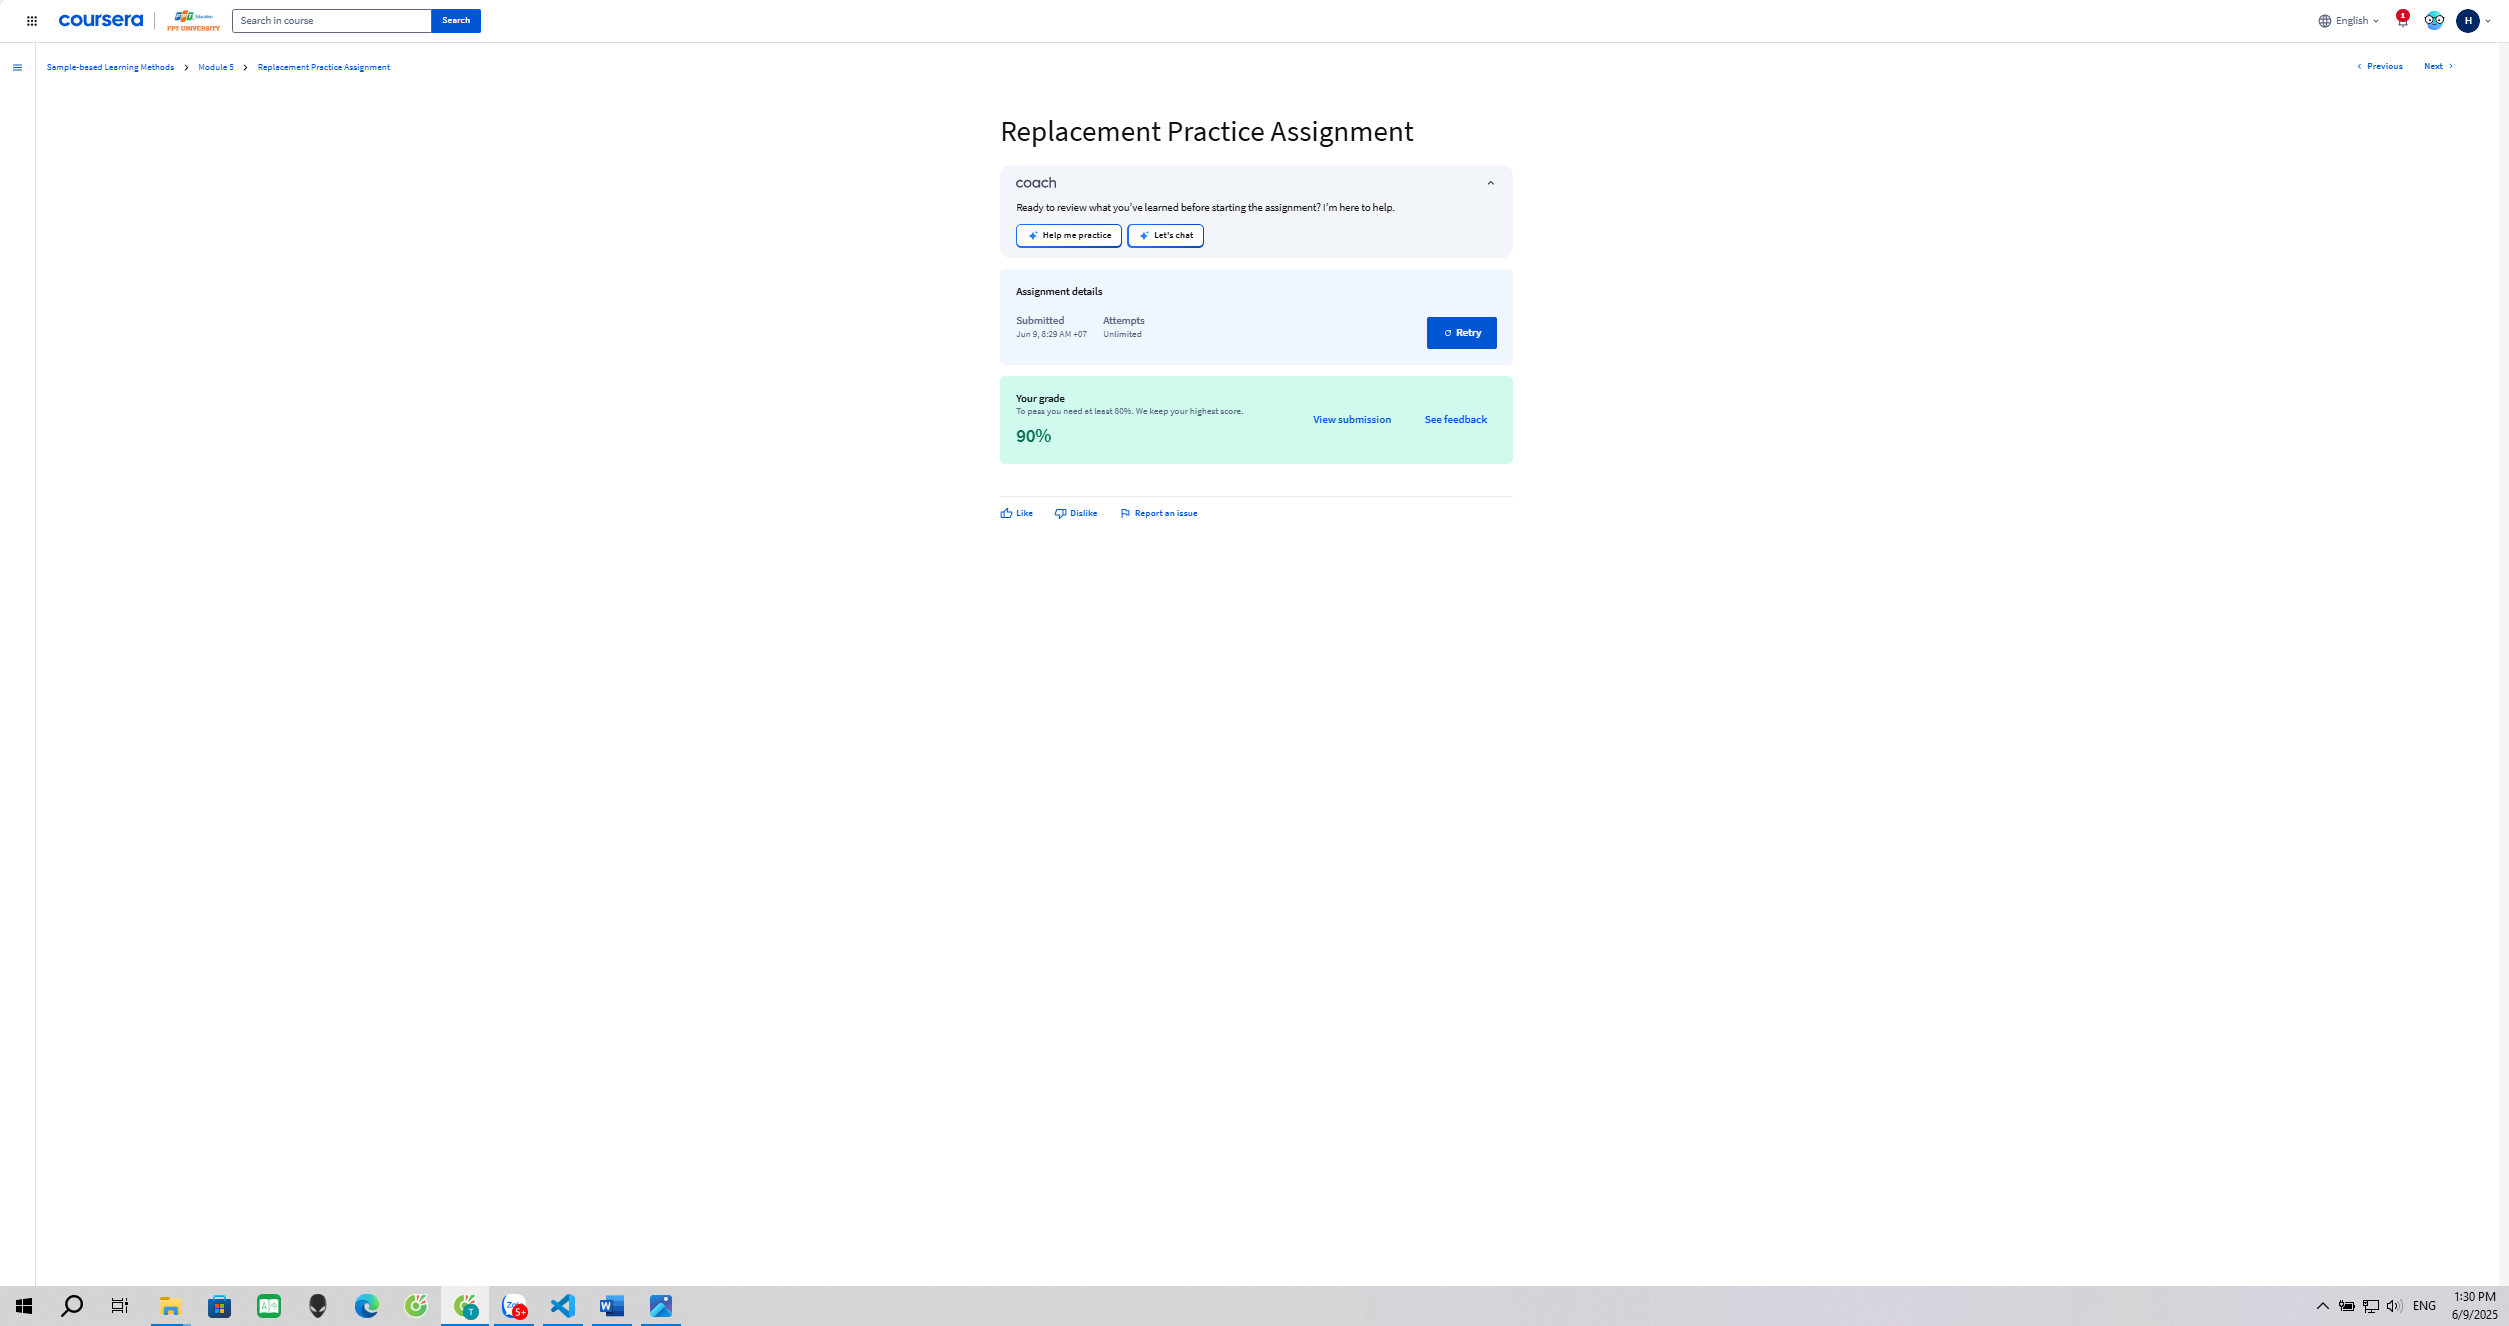 coursera
FPT Education
FPT UNIVERSITY
Search in course
Search
English
1
H
Sample-based Learning Methods
Module 5
Replacement Practice Assignment
Previous
Next
Replacement Practice Assignment
coach
Ready to review what you've learned before starting the assignment? I'm here to help.
Help me practice
Let's chat
Assignment details
Submitted
Attempts
Jun 9, 8:29 AM +07
Unlimited
Retry
Your grade
To pass you need at least 80%. We keep your highest score.
90%
View submission
See feedback
Like
Dislike
Report an issue
T
5+
W
ENG
1:30 PM
6/9/2025